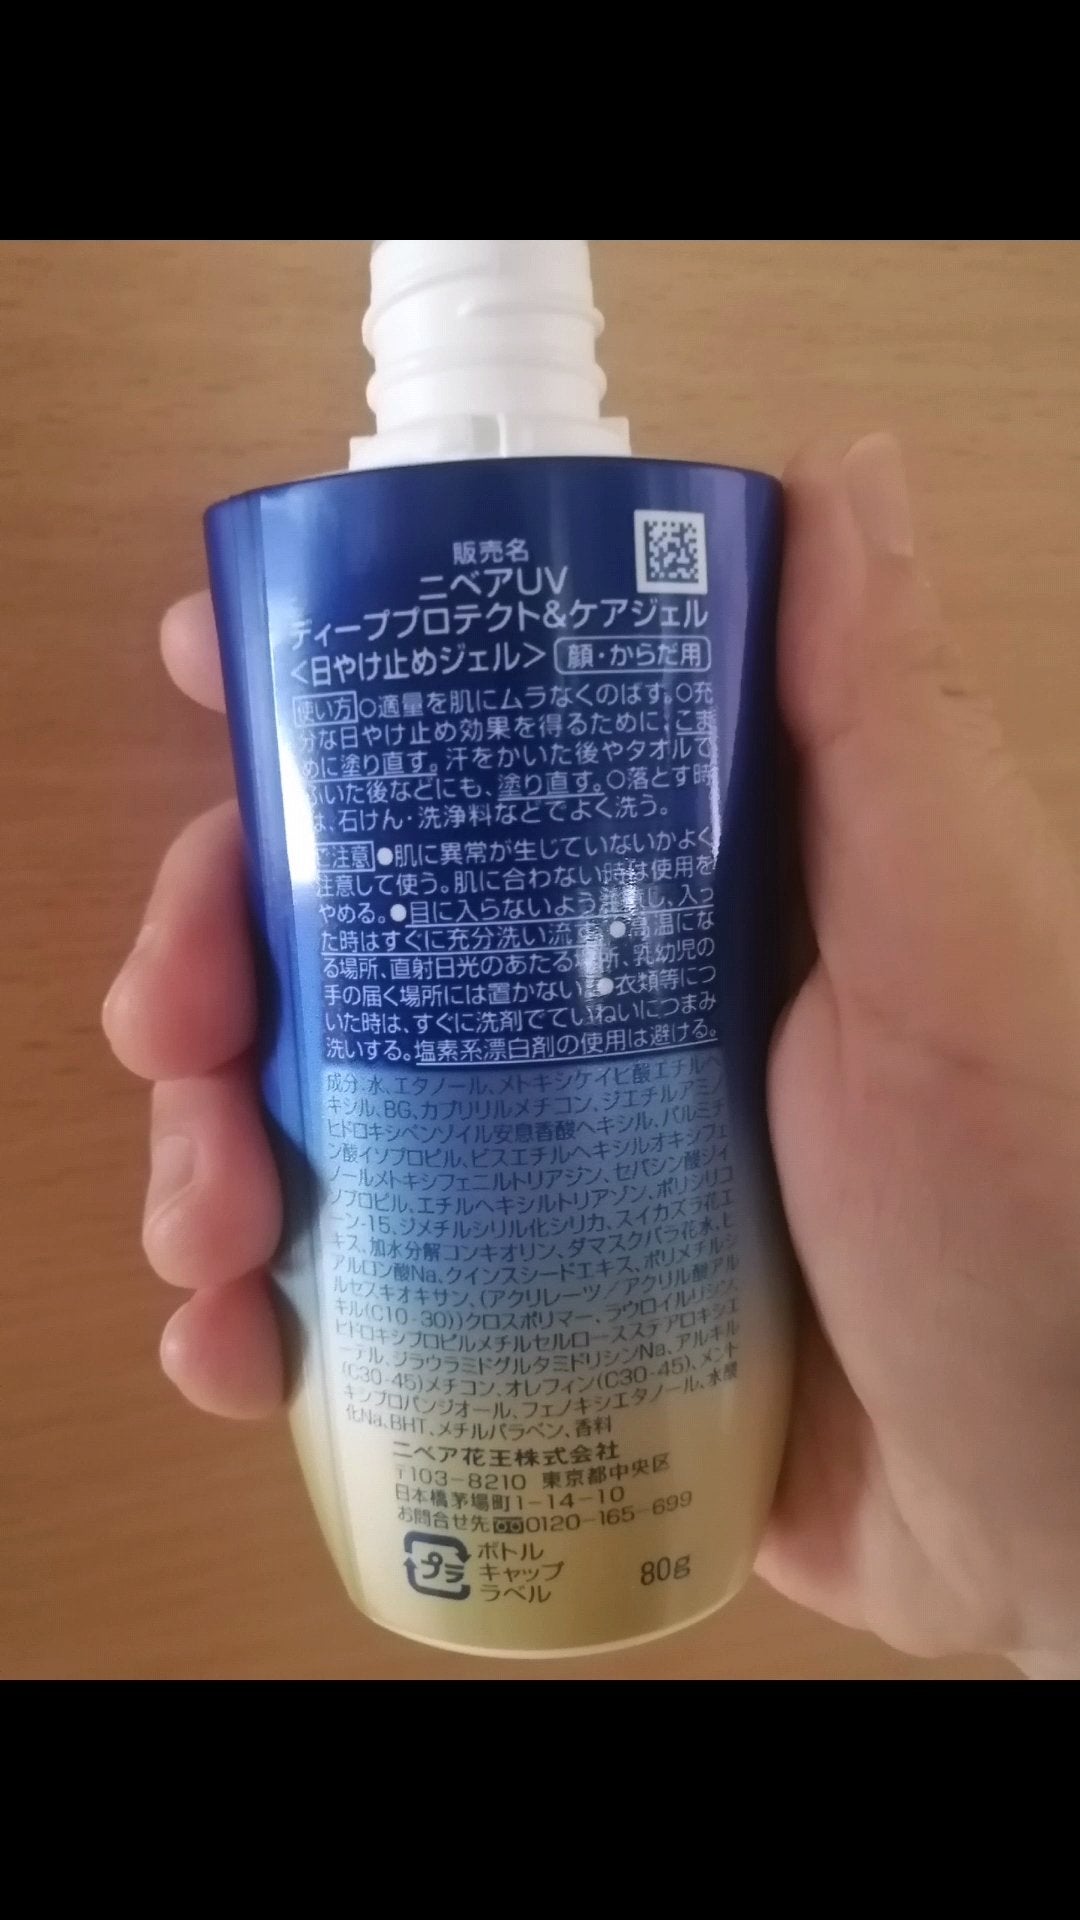 販売名
ニベアUV
ディーププロテクト&ケアジェル
<日やけ止めジェル> 顔・からだ用
使い方 ○適量を肌にムラなくのばす。○充
分な日やけ止め効果を得るために、こま
めに塗り直す。汗をかいた後やタオルで
ふいた後などにも、塗り直す。○落とす時
は、石けん・洗浄料などでよく洗う。
ご注意 ●肌に異常が生じていないかよく
注意して使う。肌に合わない時は使用を
やめる。●目に入らないよう注意し、入っ
た時はすぐに充分洗い流す。●高温にな
る場所、直射日光のあたる場所、乳幼児の
手の届く場所には置かない。●衣類等につ
いた時は、すぐに洗剤でていねいにつまみ
洗いする。塩素系漂白剤の使用は避ける。
成分:水、エタノール、メトキシケイヒ酸エチルヘ
キシル、BG、カプリリルメチコン、ジエチルアミノ
ヒドロキシベンゾイル安息香酸ヘキシル、パルミチ
ン酸イソプロピル、ビスエチルヘキシルオキシフェ
ノールメトキシフェニルトリアジン、セバシン酸ジイ
ソプロピル、エチルヘキシルトリアゾン、ポリシリコ
ーン-15、ジメチルシリル化シリカ、スイカズラ花エ
キス、加水分解コンキオリン、ダマスクバラ花水、ヒ
アルロン酸Na、クインスシードエキス、ポリメチルシ
ルセスキオキサン、(アクリレーツ/アクリル酸アル
キル(C10-30))クロスポリマー、ラウロイルリシン、
ヒドロキシプロピルメチルセルロースステアロキシエ
ーテル、ジラウラミドグルタミドリシンNa、アルキル
(C30-45)メチコン、オレフィン(C30-45)、メント
キシプロパンジオール、フェノキシエタノール、水酸
化Na、BHT、メチルパラベン、香料
ニベア花王株式会社
〒103-8210 東京都中央区
日本橋茅場町1-14-10
お問合せ先 0120-165-699
プラ ボトル
キャップ
ラベル
80g